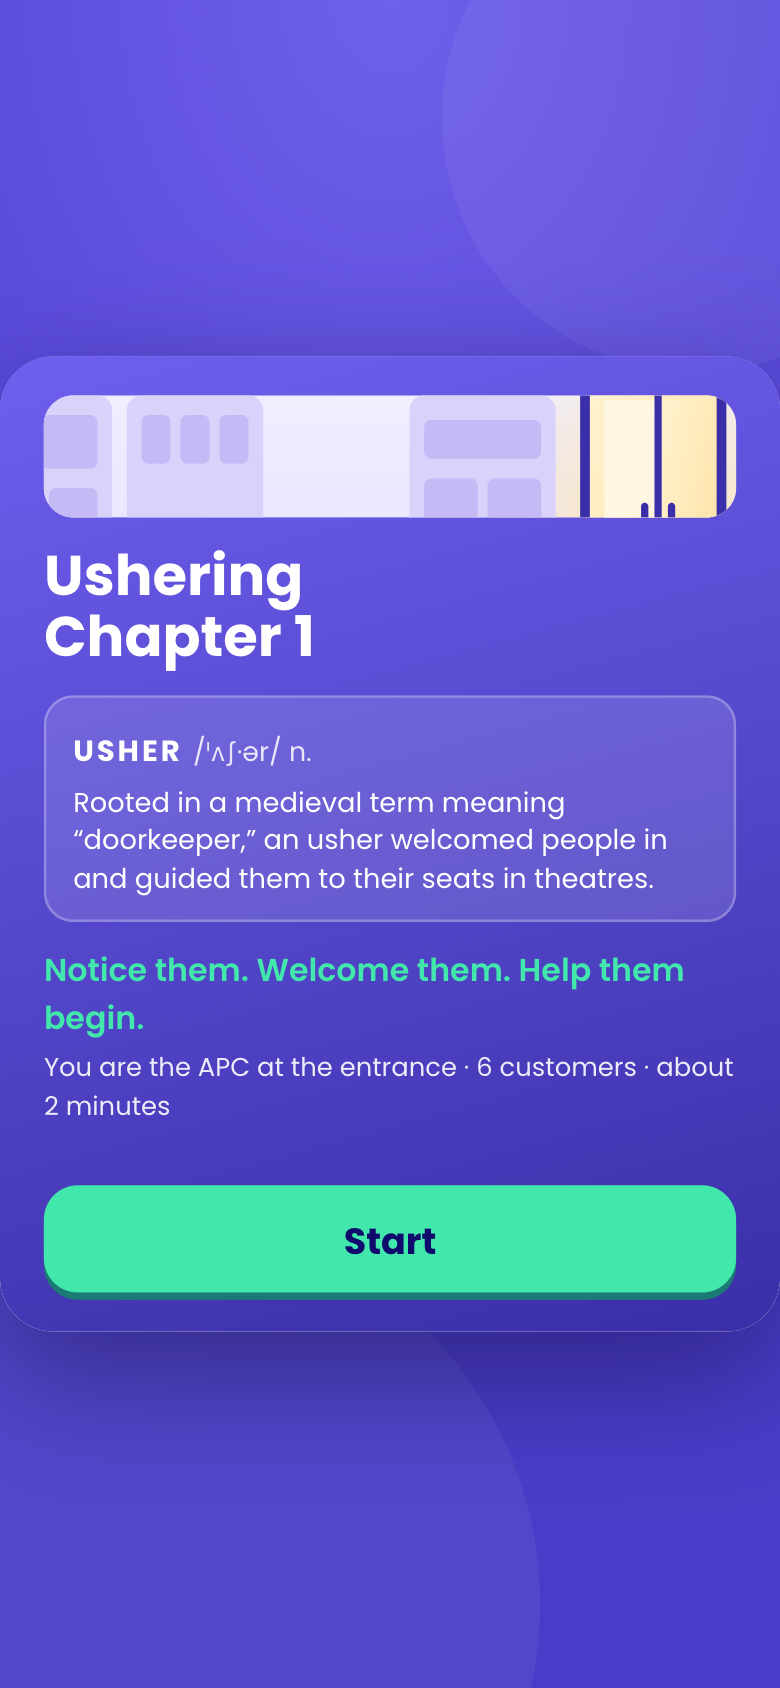 Ushering
Chapter 1
USHER /ˈʌʃ·ər/ n.
Rooted in a medieval term meaning
“doorkeeper,” an usher welcomed people in
and guided them to their seats in theatres.
Notice them. Welcome them. Help them
begin.
You are the APC at the entrance · 6 customers · about
2 minutes
Start